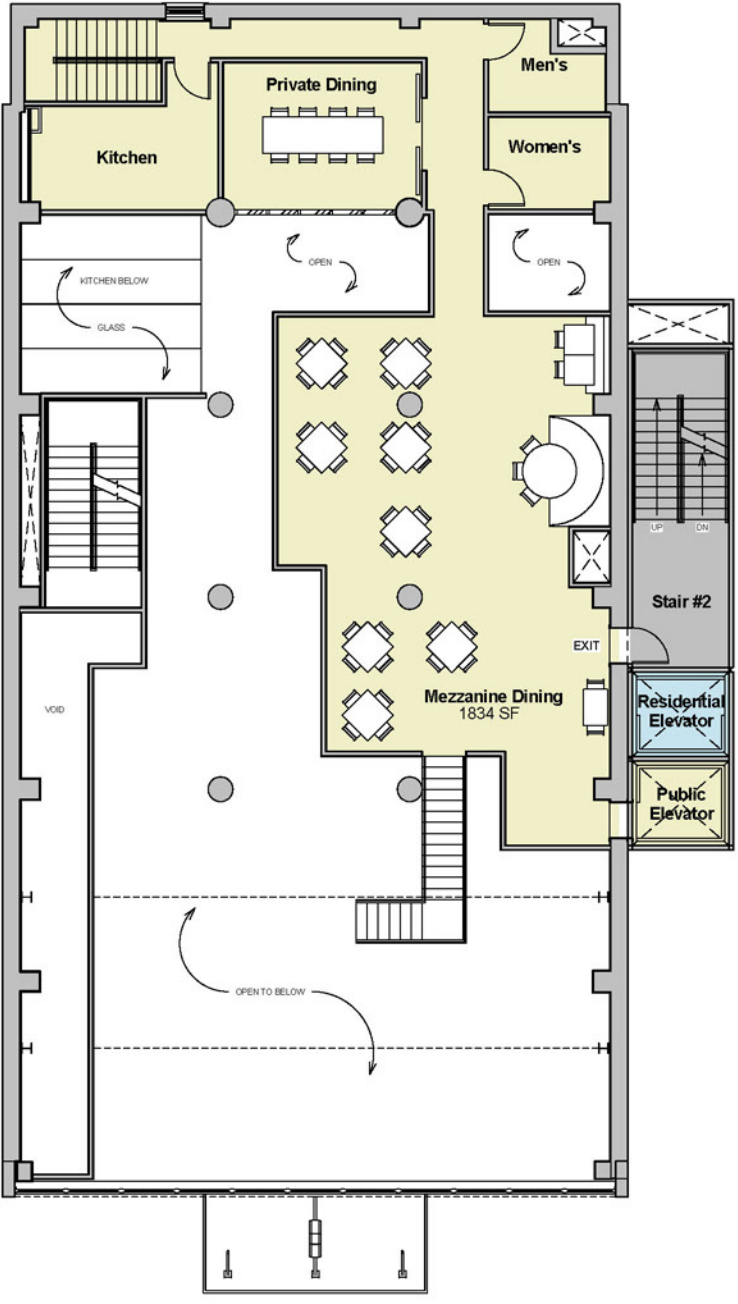 Men's
Private Dining
Women's
Kitchen
OPEN
OPEN
KITCHEN BELOW
GLASS
UP
DN
Stair #2
EXIT
Mezzanine Dining
1834 SF
Residential
Elevator
VOID
Public
Elevator
OPEN TO BELOW